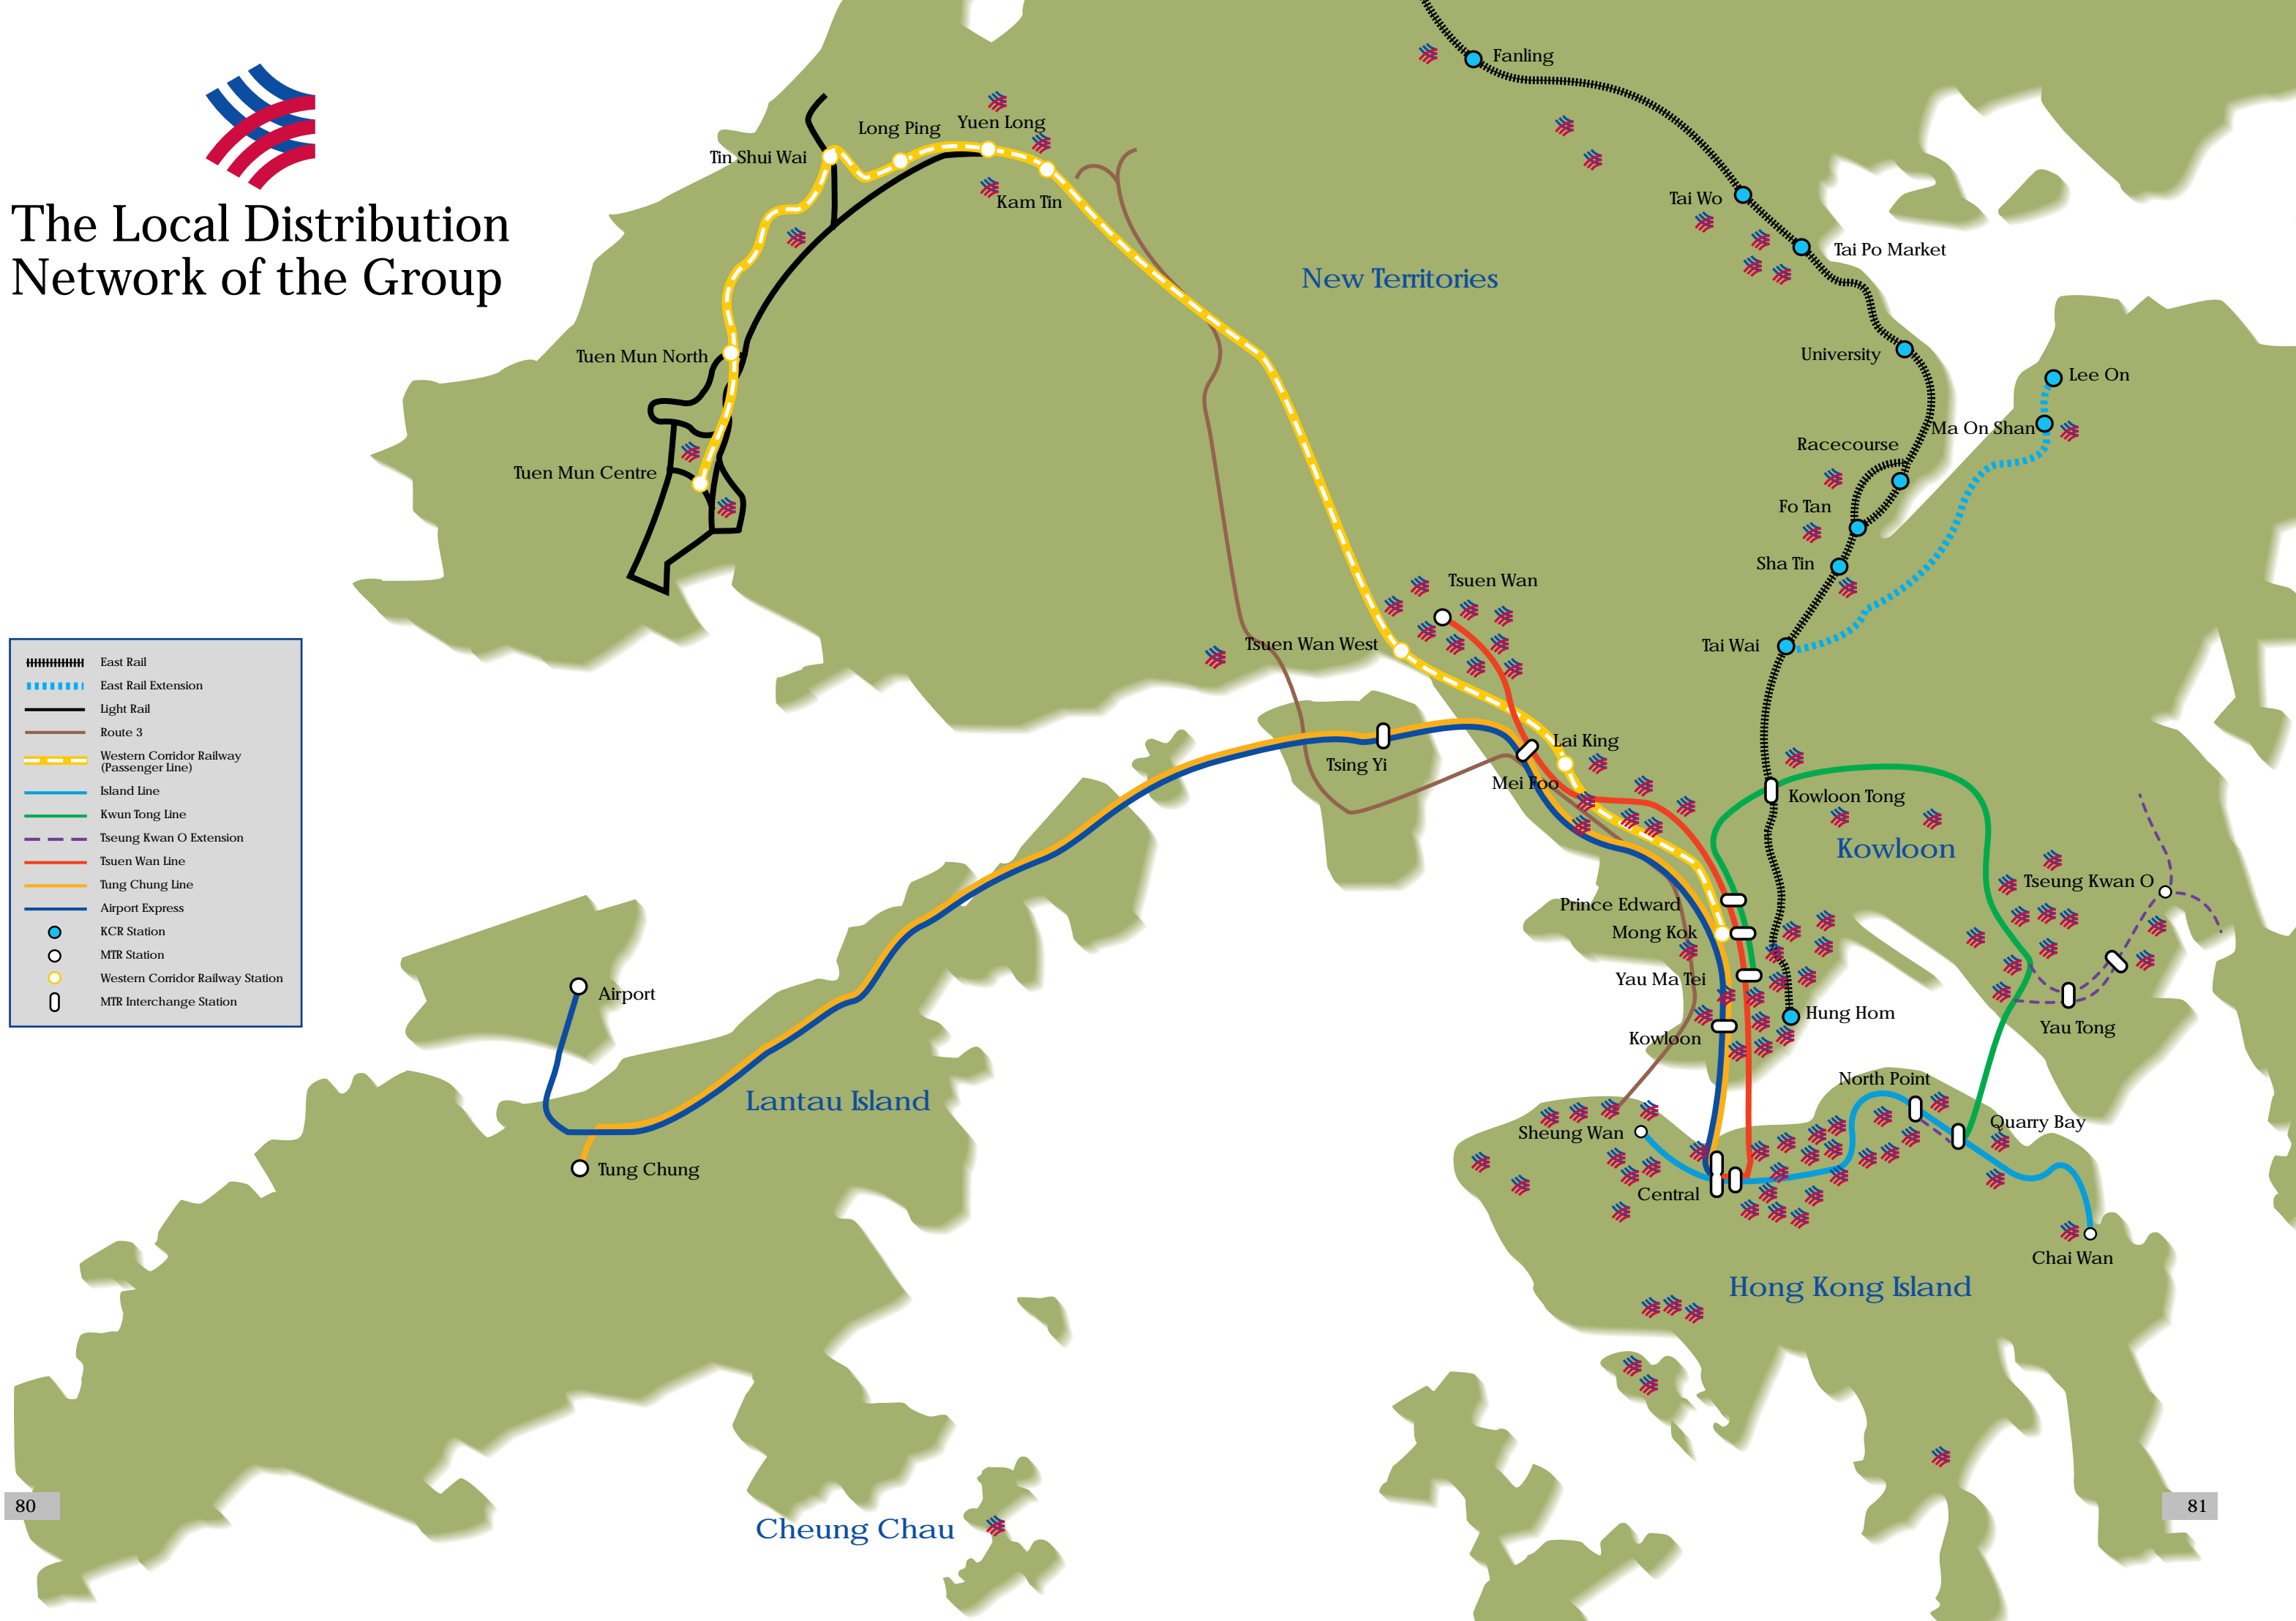 The Local Distribution
Network of the Group
Fanling
Long Ping
Yuen Long
Tin Shui Wai
Kam Tin
Tai Wo
Tai Po Market
New Territories
University
Tuen Mun North
Lee On
Ma On Shan
Racecourse
Tuen Mun Centre
Fo Tan
Sha Tin
Tsuen Wan
Tsuen Wan West
Tai Wai
East Rail
East Rail Extension
Light Rail
Route 3
Western Corridor Railway
(Passenger Line)
Island Line
Kwun Tong Line
Tseung Kwan O Extension
Tsuen Wan Line
Tung Chung Line
Airport Express
KCR Station
MTR Station
Western Corridor Railway Station
MTR Interchange Station
Lai King
Tsing Yi
Mei Foo
Kowloon Tong
Kowloon
Tseung Kwan O
Prince Edward
Mong Kok
Yau Ma Tei
Airport
Hung Hom
Yau Tong
Kowloon
North Point
Lantau Island
Quarry Bay
Sheung Wan
Tung Chung
Central
Chai Wan
Hong Kong Island
80
81
Cheung Chau